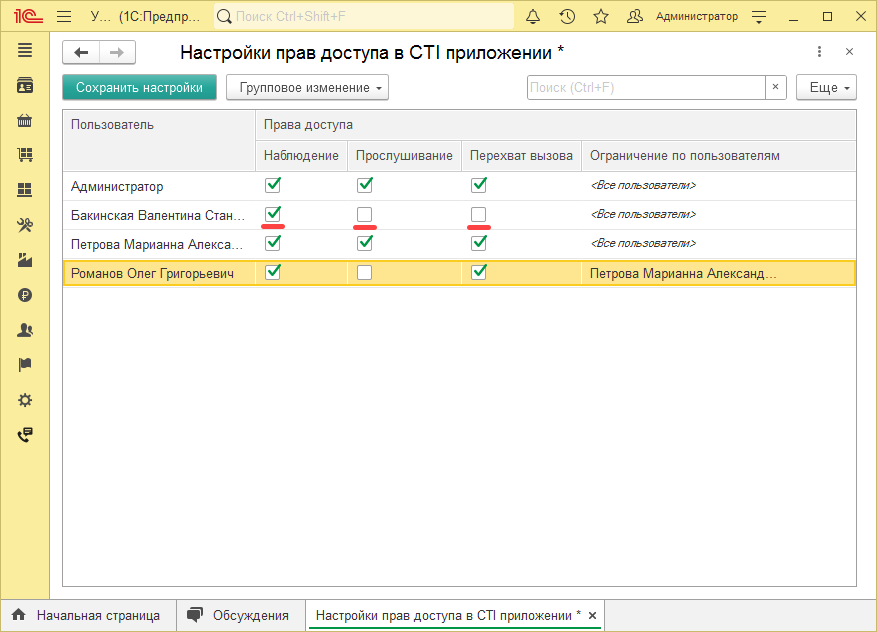 1С У... (1С:Предпр... Поиск Ctrl+Shift+F Администратор
Настройки прав доступа в CTI приложении *
Сохранить настройки Групповое изменение Поиск (Ctrl+F) × Еще
Пользователь Права доступа
Наблюдение Прослушивание Перехват вызова Ограничение по пользователям
Администратор <Все пользователи>
Бакинская Валентина Стан... <Все пользователи>
Петрова Марианна Алекса... <Все пользователи>
Романов Олег Григорьевич Петрова Марианна Александ...
Начальная страница Обсуждения Настройки прав доступа в CTI приложении * ×